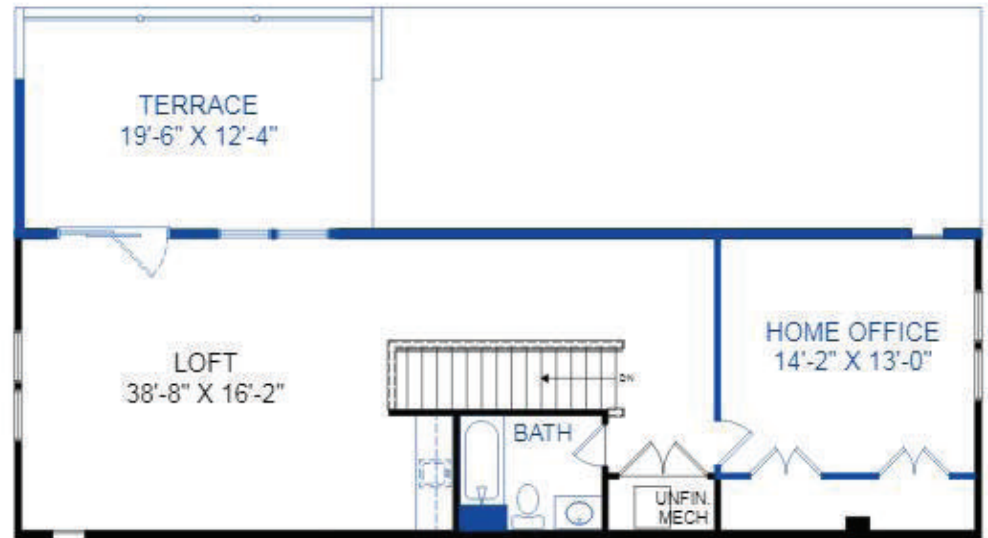 TERRACE
19'-6" X 12'-4"
LOFT
38'-8" X 16'-2"
HOME OFFICE
14'-2" X 13'-0"
DN
BATH
UNFIN.
MECH